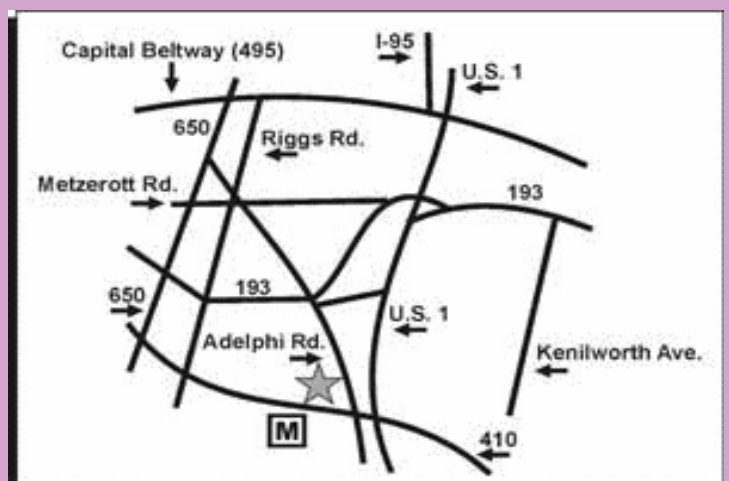 I-95
Capital Beltway (495)
U.S. 1
650
Riggs Rd.
Metzerott Rd.
193
650
193
U.S. 1
Adelphi Rd.
Kenilworth Ave.
M
410